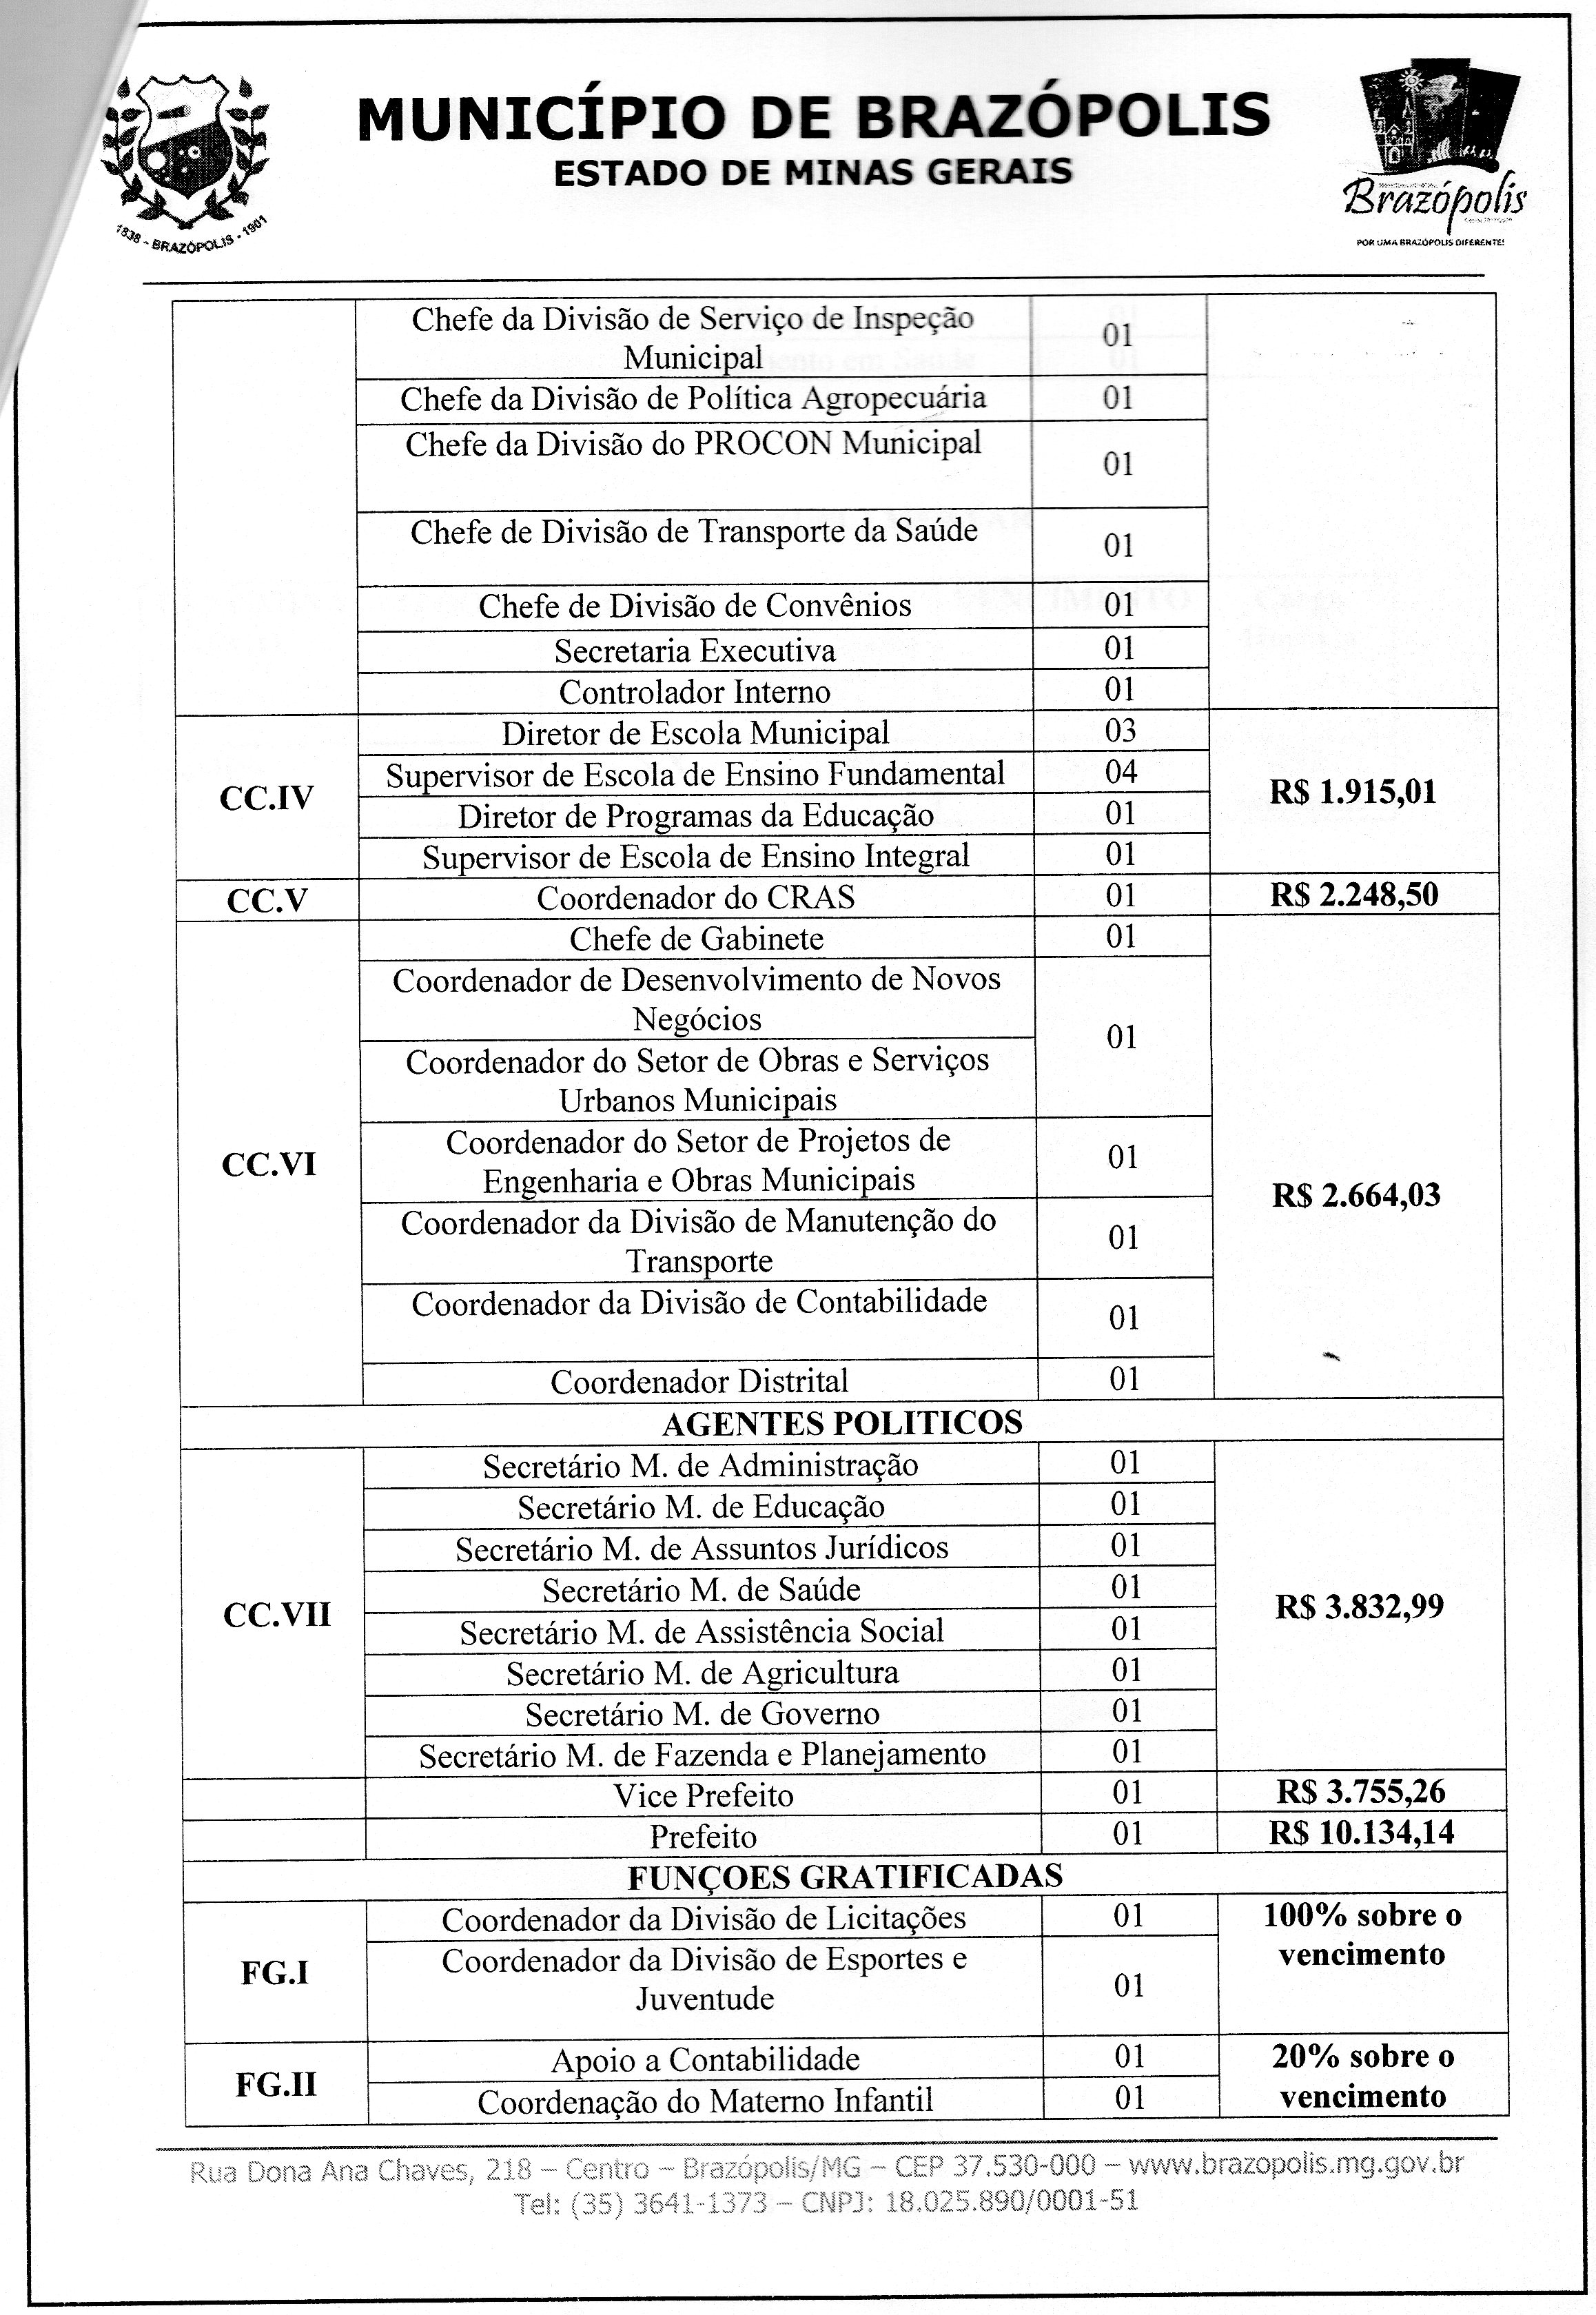 MUNICÍPIO DE BRAZÓPOLIS
ESTADO DE MINAS GERAIS
1838 - BRAZÓPOLIS - 1901
Brazópolis
POR UMA BRAZÓPOLIS DIFERENTE!
Chefe da Divisão de Serviço de Inspeção
Municipal
01
Chefe da Divisão de Política Agropecuária 01
Chefe da Divisão do PROCON Municipal
01
Chefe de Divisão de Transporte da Saúde
01
Chefe de Divisão de Convênios 01
Secretaria Executiva 01
Controlador Interno 01
CC.IV
Diretor de Escola Municipal 03
Supervisor de Escola de Ensino Fundamental 04
Diretor de Programas da Educação 01
Supervisor de Escola de Ensino Integral 01
R$ 1.915,01
CC.V Coordenador do CRAS 01 R$ 2.248,50
CC.VI
Chefe de Gabinete 01
Coordenador de Desenvolvimento de Novos
Negócios
01
Coordenador do Setor de Obras e Serviços
Urbanos Municipais
Coordenador do Setor de Projetos de
Engenharia e Obras Municipais
01
Coordenador da Divisão de Manutenção do
Transporte
01
Coordenador da Divisão de Contabilidade
01
Coordenador Distrital 01
R$ 2.664,03
AGENTES POLITICOS
CC.VII
Secretário M. de Administração 01
Secretário M. de Educação 01
Secretário M. de Assuntos Jurídicos 01
Secretário M. de Saúde 01
Secretário M. de Assistência Social 01
Secretário M. de Agricultura 01
Secretário M. de Governo 01
Secretário M. de Fazenda e Planejamento 01
R$ 3.832,99
Vice Prefeito 01 R$ 3.755,26
Prefeito 01 R$ 10.134,14
FUNÇOES GRATIFICADAS
FG.I
Coordenador da Divisão de Licitações 01
Coordenador da Divisão de Esportes e
Juventude
01
100% sobre o
vencimento
FG.II
Apoio a Contabilidade 01
Coordenação do Materno Infantil 01
20% sobre o
vencimento
Rua Dona Ana Chaves, 218 – Centro – Brazópolis/MG – CEP 37.530-000 – www.brazopolis.mg.gov.br
Tel: (35) 3641-1373 – CNPJ: 18.025.890/0001-51